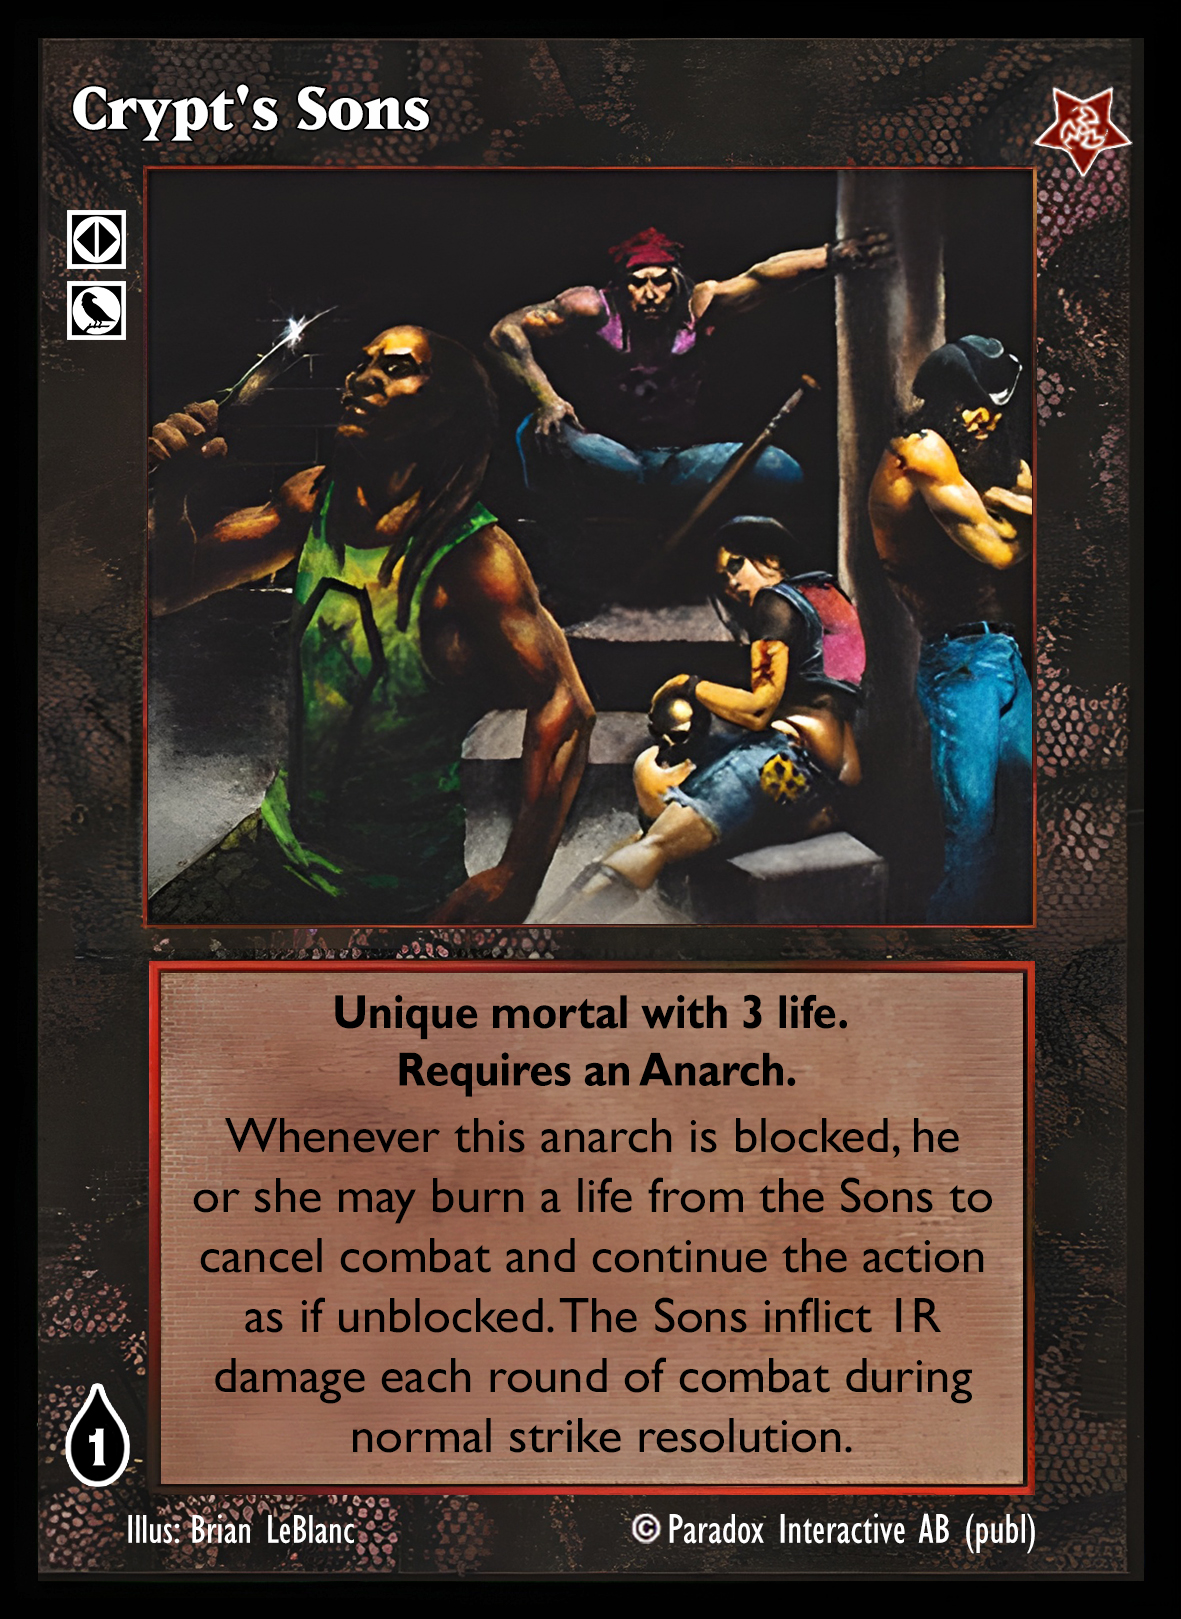 Crypt's Sons
Unique mortal with 3 life.
Requires an Anarch.
Whenever this anarch is blocked, he
or she may burn a life from the Sons to
cancel combat and continue the action
as if unblocked. The Sons inflict 1R
damage each round of combat during
normal strike resolution.
1
Illus: Brian LeBlanc
© Paradox Interactive AB (publ)